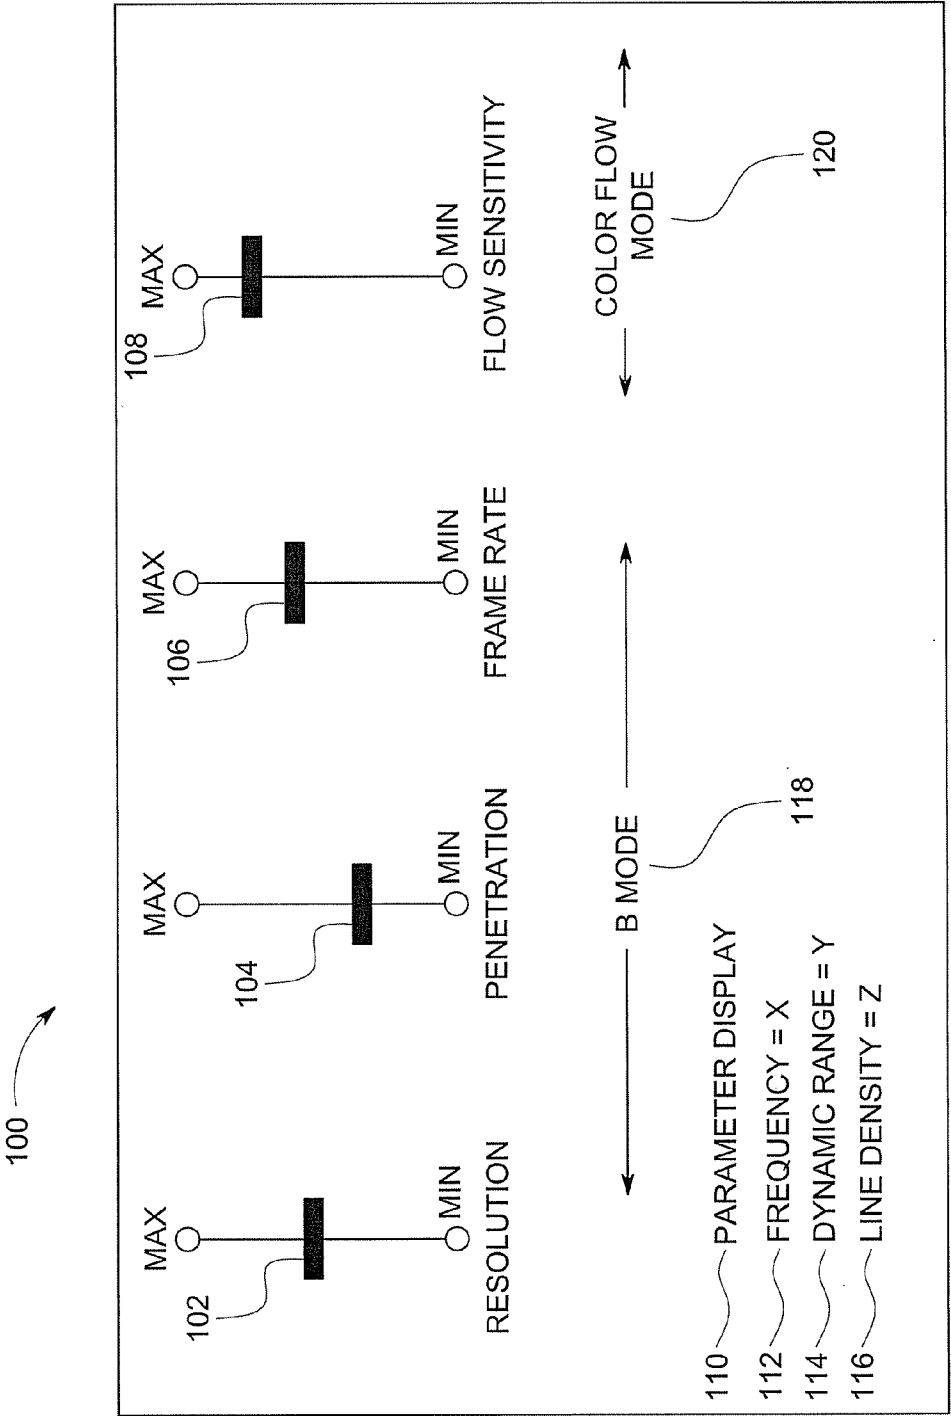 100
MAX
MAX
MAX
MAX
102
104
106
108
MIN
MIN
MIN
MIN
RESOLUTION
PENETRATION
FRAME RATE
FLOW SENSITIVITY
B MODE
COLOR FLOW
MODE
118
120
110 PARAMETER DISPLAY
112 FREQUENCY = X
114 DYNAMIC RANGE = Y
116 LINE DENSITY = Z